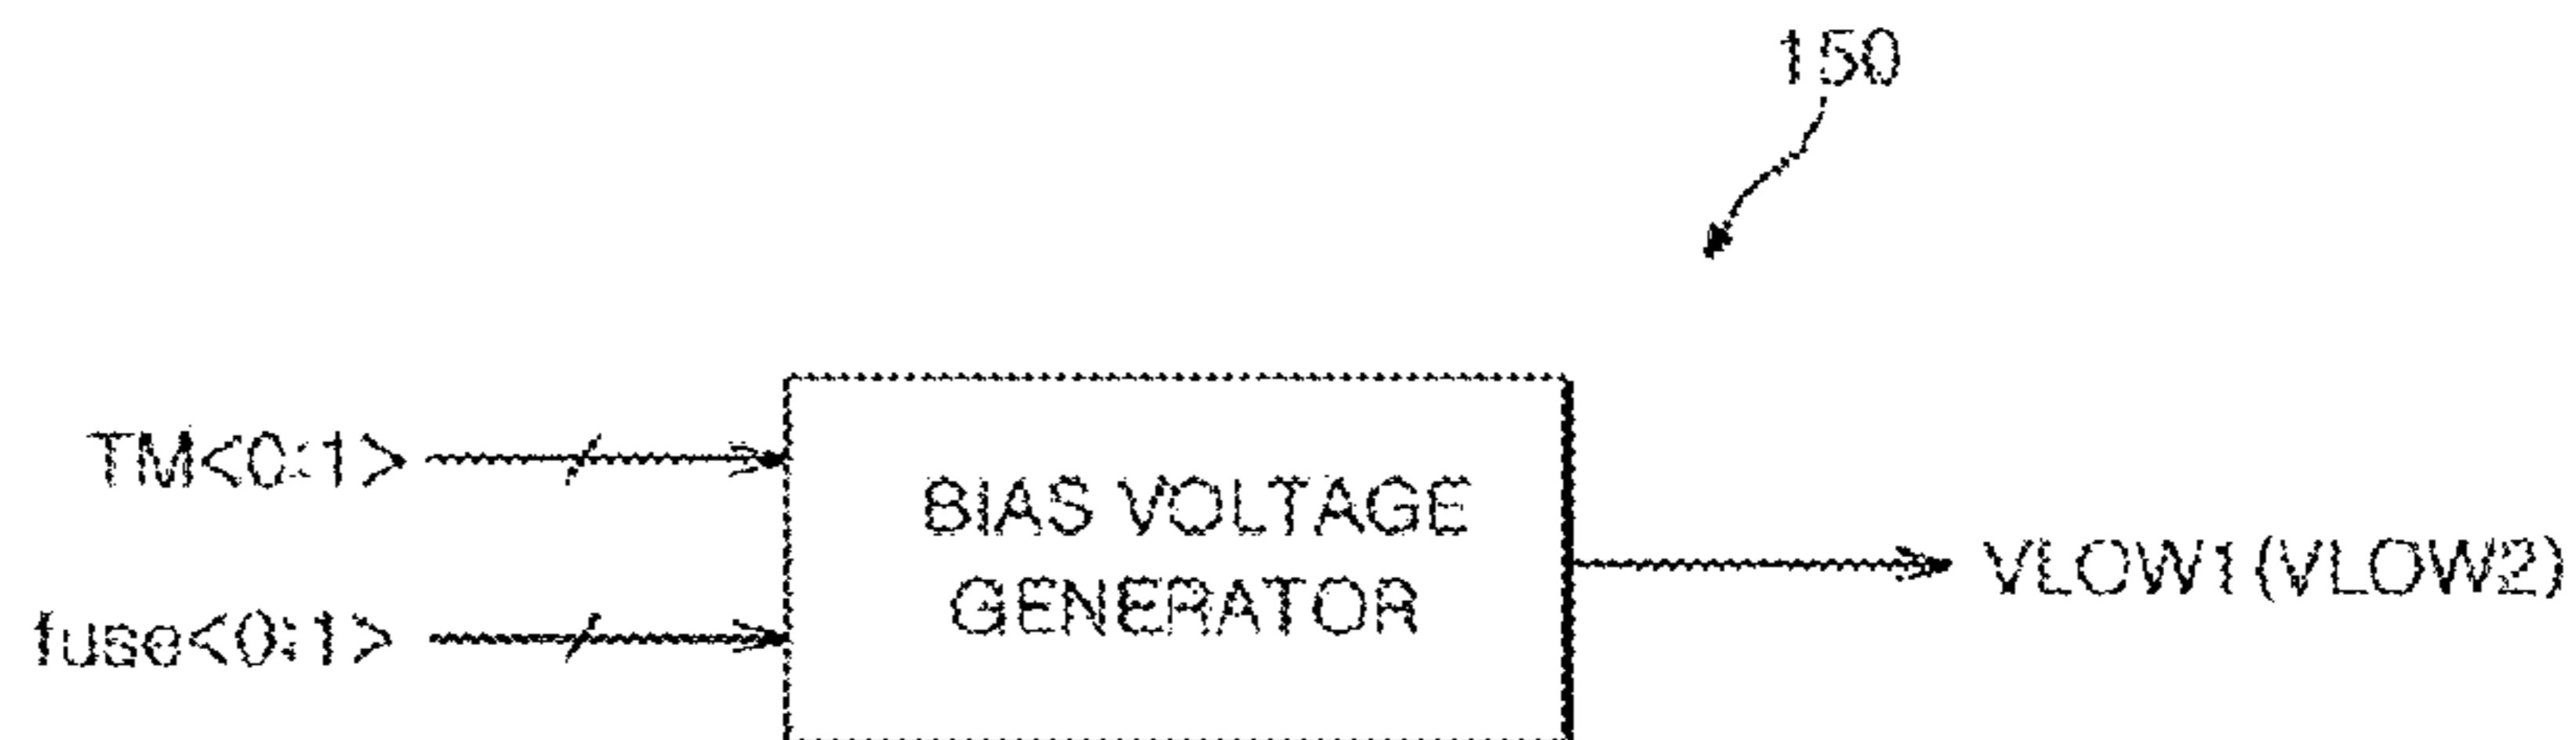 150
TM<0:1>
BIAS VOLTAGE
GENERATOR
fuse<0:1>
VLOW1(VLOW2)